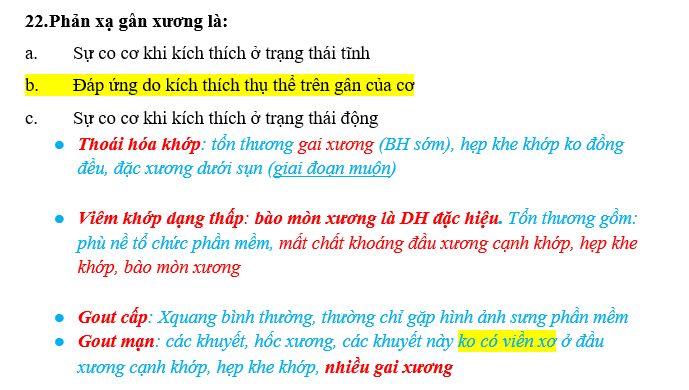 22.Phản xạ gân xương là:
a. Sự co cơ khi kích thích ở trạng thái tĩnh
b. Đáp ứng do kích thích thụ thể trên gân của cơ
c. Sự co cơ khi kích thích ở trạng thái động
● Thoái hóa khớp: tổn thương gai xương (BH sớm), hẹp khe khớp ko đồng
đều, đặc xương dưới sụn (giai đoạn muộn)
● Viêm khớp dạng thấp: bào mòn xương là DH đặc hiệu. Tổn thương gồm:
phù nề tổ chức phần mềm, mất chất khoáng đầu xương cạnh khớp, hẹp khe
khớp, bào mòn xương
● Gout cấp: Xquang bình thường, thường chỉ gặp hình ảnh sưng phần mềm
● Gout mạn: các khuyết, hốc xương, các khuyết này ko có viền xơ ở đầu
xương cạnh khớp, hẹp khe khớp, nhiều gai xương